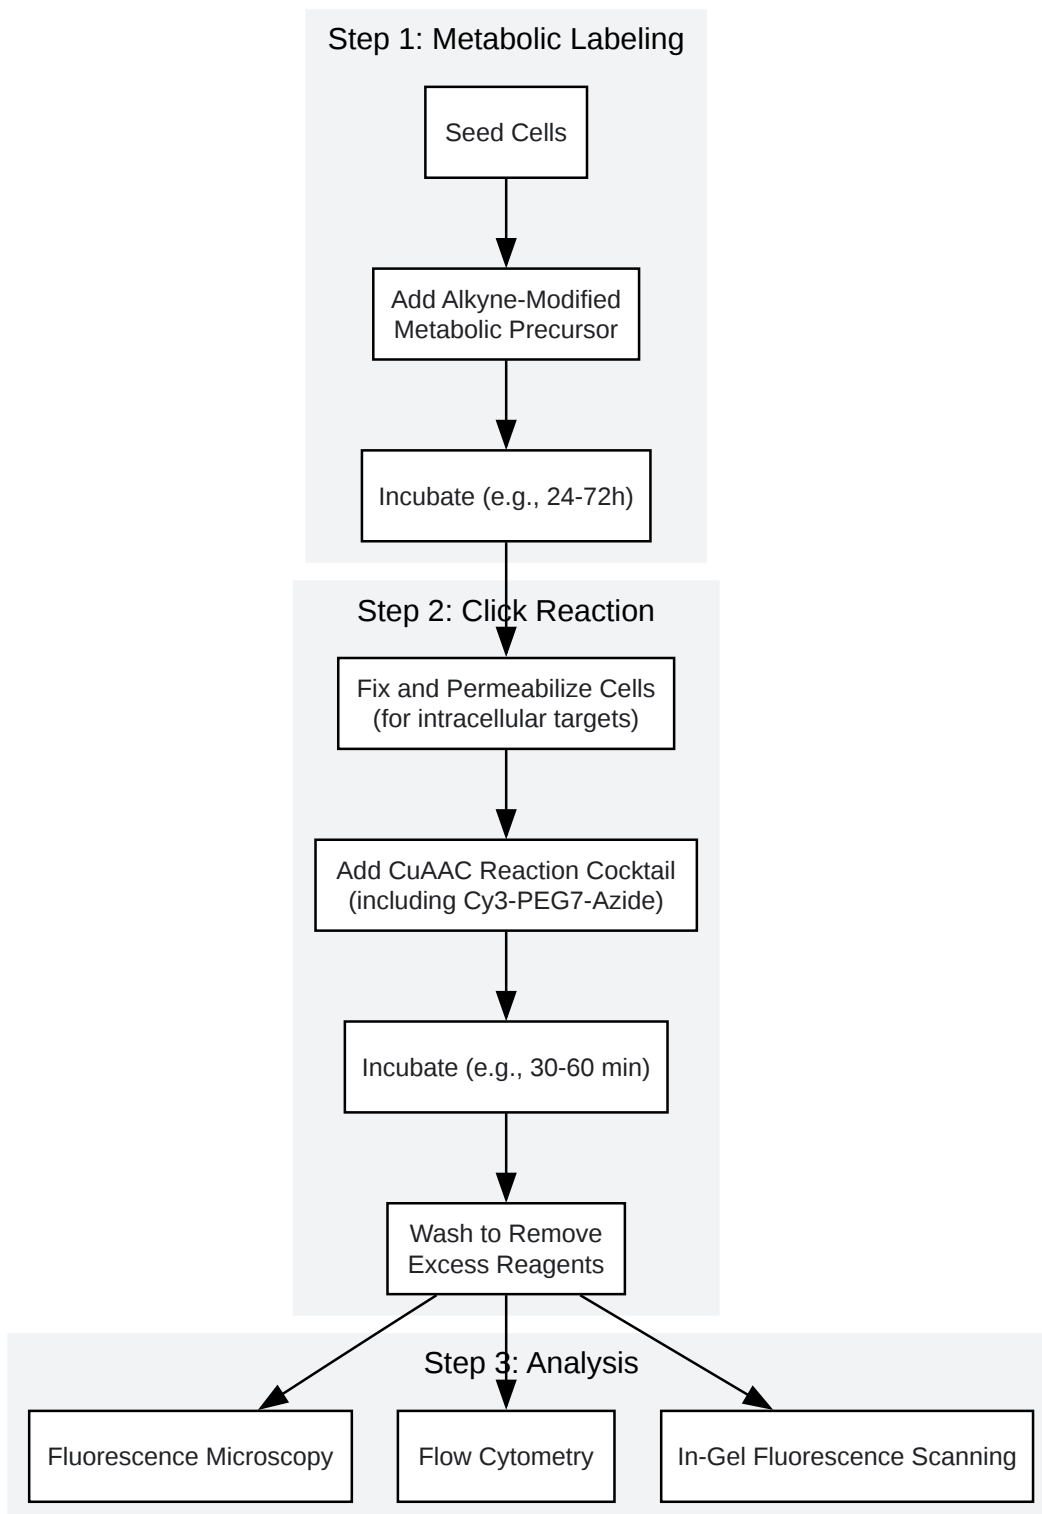 Step 1: Metabolic Labeling
Seed Cells
Add Alkyne-Modified
Metabolic Precursor
Incubate (e.g., 24-72h)
Step 2: Click Reaction
Fix and Permeabilize Cells
(for intracellular targets)
Add CuAAC Reaction Cocktail
(including Cy3-PEG7-Azide)
Incubate (e.g., 30-60 min)
Wash to Remove
Excess Reagents
Step 3: Analysis
Fluorescence Microscopy
Flow Cytometry
In-Gel Fluorescence Scanning